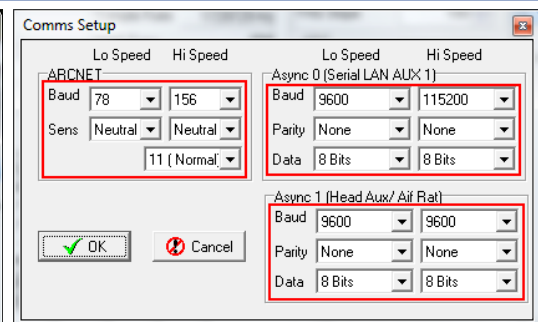 Comms Setup
Lo Speed Hi Speed
ARCNET
Baud 78 156
Sens Neutral Neutral
11 ( Normal
Lo Speed Hi Speed
Async 0 (Serial LAN AUX 1)
Baud 9600 115200
Parity None None
Data 8 Bits 8 Bits
Async 1 (Head Aux/ Aif Rat)
Baud 9600 9600
Parity None None
Data 8 Bits 8 Bits
OK Cancel